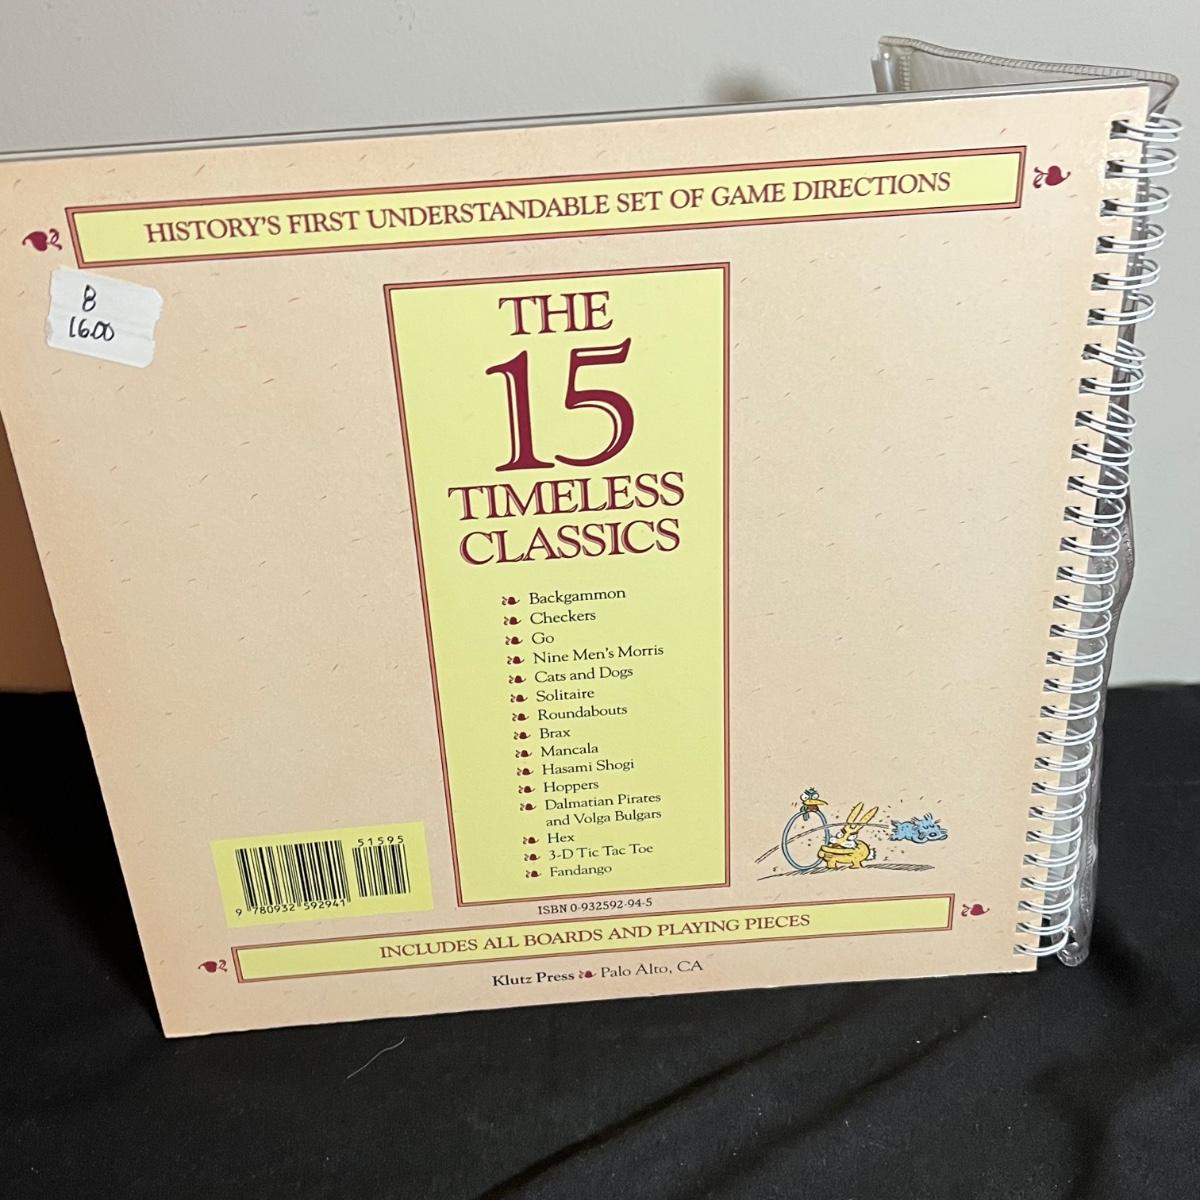 HISTORY'S FIRST UNDERSTANDABLE SET OF GAME DIRECTIONS
8
16.00
THE
15
TIMELESS
CLASSICS
Backgammon
Checkers
Go
Nine Men's Morris
Cats and Dogs
Solitaire
Roundabouts
Brax
Mancala
Hasami Shogi
Hoppers
Dalmatian Pirates
and Volga Bulgars
Hex
3-D Tic Tac Toe
Fandango
51595
9 780932 592941
ISBN 0-932592-94-5
INCLUDES ALL BOARDS AND PLAYING PIECES
Klutz Press Palo Alto, CA